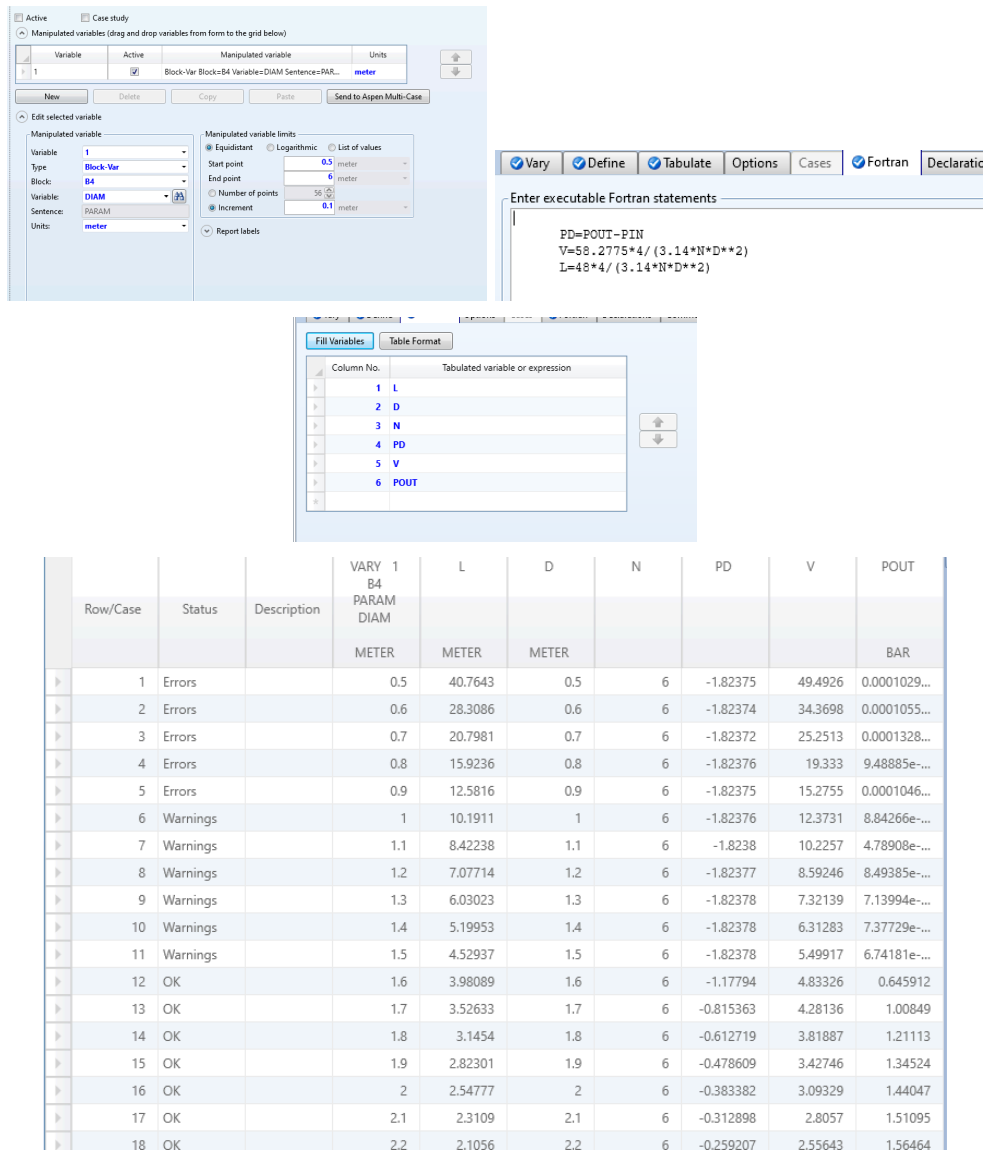 Active Case study
Manipulated variables (drag and drop variables from form to the grid below)
Variable Active Manipulated variable Units
1 Block-Var Block=B4 Variable=DIAM Sentence=PAR... meter
New Delete Copy Paste Send to Aspen Multi-Case
Edit selected variable
Manipulated variable
Variable 1
Type Block-Var
Block: B4
Variable: DIAM
Sentence: PARAM
Units: meter
Manipulated variable limits
Equidistant Logarithmic List of values
Start point 0.5 meter
End point 6 meter
Number of points 56
Increment 0.1 meter
Report labels
Vary Define Tabulate Options Cases Fortran Declaratio
Enter executable Fortran statements
PD=POUT-PIN
V=58.2775*4/(3.14*N*D**2)
L=48*4/(3.14*N*D**2)
Fill Variables Table Format
Column No. Tabulated variable or expression
1 L
2 D
3 N
4 PD
5 V
6 POUT
Row/Case Status Description VARY 1 L D N PD V POUT
B4
PARAM
DIAM
METER METER METER BAR
1 Errors 0.5 40.7643 0.5 6 -1.82375 49.4926 0.0001029...
2 Errors 0.6 28.3086 0.6 6 -1.82374 34.3698 0.0001055...
3 Errors 0.7 20.7981 0.7 6 -1.82372 25.2513 0.0001328...
4 Errors 0.8 15.9236 0.8 6 -1.82376 19.333 9.48885e-...
5 Errors 0.9 12.5816 0.9 6 -1.82375 15.2755 0.0001046...
6 Warnings 1 10.1911 1 6 -1.82376 12.3731 8.84266e-...
7 Warnings 1.1 8.42238 1.1 6 -1.8238 10.2257 4.78908e-...
8 Warnings 1.2 7.07714 1.2 6 -1.82377 8.59246 8.49385e-...
9 Warnings 1.3 6.03023 1.3 6 -1.82378 7.32139 7.13994e-...
10 Warnings 1.4 5.19953 1.4 6 -1.82378 6.31283 7.37729e-...
11 Warnings 1.5 4.52937 1.5 6 -1.82378 5.49917 6.74181e-...
12 OK 1.6 3.98089 1.6 6 -1.17794 4.83326 0.645912
13 OK 1.7 3.52633 1.7 6 -0.815363 4.28136 1.00849
14 OK 1.8 3.1454 1.8 6 -0.612719 3.81887 1.21113
15 OK 1.9 2.82301 1.9 6 -0.478609 3.42746 1.34524
16 OK 2 2.54777 2 6 -0.383382 3.09329 1.44047
17 OK 2.1 2.3109 2.1 6 -0.312898 2.8057 1.51095
18 OK 2.2 2.1056 2.2 6 -0.259207 2.55643 1.56464